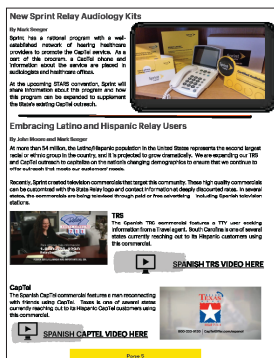 New Sprint Relay Audiology Kits
By Mark Seeger
Sprint has a national program with a well-
established network of hearing healthcare
providers to promote the CapTel service. As a
part of this program, a CapTel phone and
information about the service are placed in
audiologists and healthcare offices.
At the upcoming STARS convention, Sprint will
share information about this program and how
this program can be expanded to supplement
the State's existing CapTel outreach.
Embracing Latino and Hispanic Relay Users
By John Moore and Mark Seeger
At more than 54 million, the Latino/Hispanic population in the United States represents the second largest
racial or ethnic group in the country, and it is projected to grow dramatically. We are expanding our TRS
and CapTel outreach to capitalize on the nation's changing demographics to ensure that we continue to
offer outreach that meets our customers' needs.
Recently, Sprint created television commercials that target this community. These high quality commercials
can be customized with the State Relay logo and contact information at deeply discounted rates. In several
states, the commercials are being televised through paid or free advertising - including Spanish television
stations.
TRS
The Spanish TRS commercial features a TTY user seeking
information from a Travel agent. South Carolina is one of several
states currently reaching out to its Hispanic customers using
this commercial.
SPANISH TRS VIDEO HERE
CapTel
The Spanish CapTel commercial features a man reconnecting
with friends using CapTel. Texas is one of several states
currently reaching out to its Hispanic CapTel customers using
this commercial.
SPANISH CAPTEL VIDEO HERE
TEXAS
Page 5